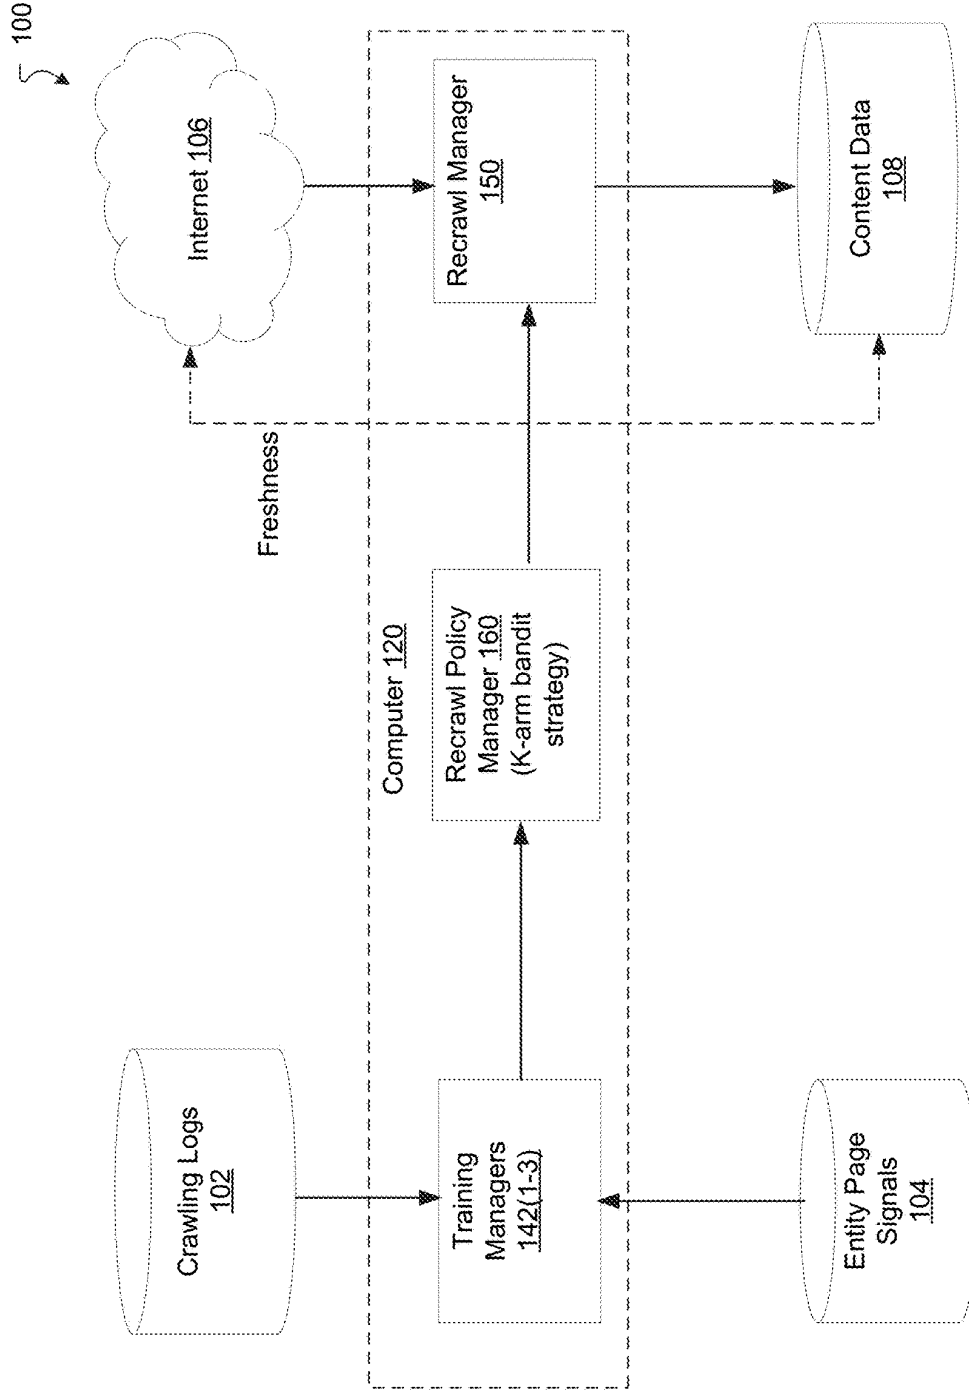 100
Internet 106
Freshness
Crawling Logs
102
Computer 120
Training
Managers
142(1-3)
Recrawl Policy
Manager 160
(K-arm bandit
strategy)
Recrawl Manager
150
Entity Page
Signals
104
Content Data
108